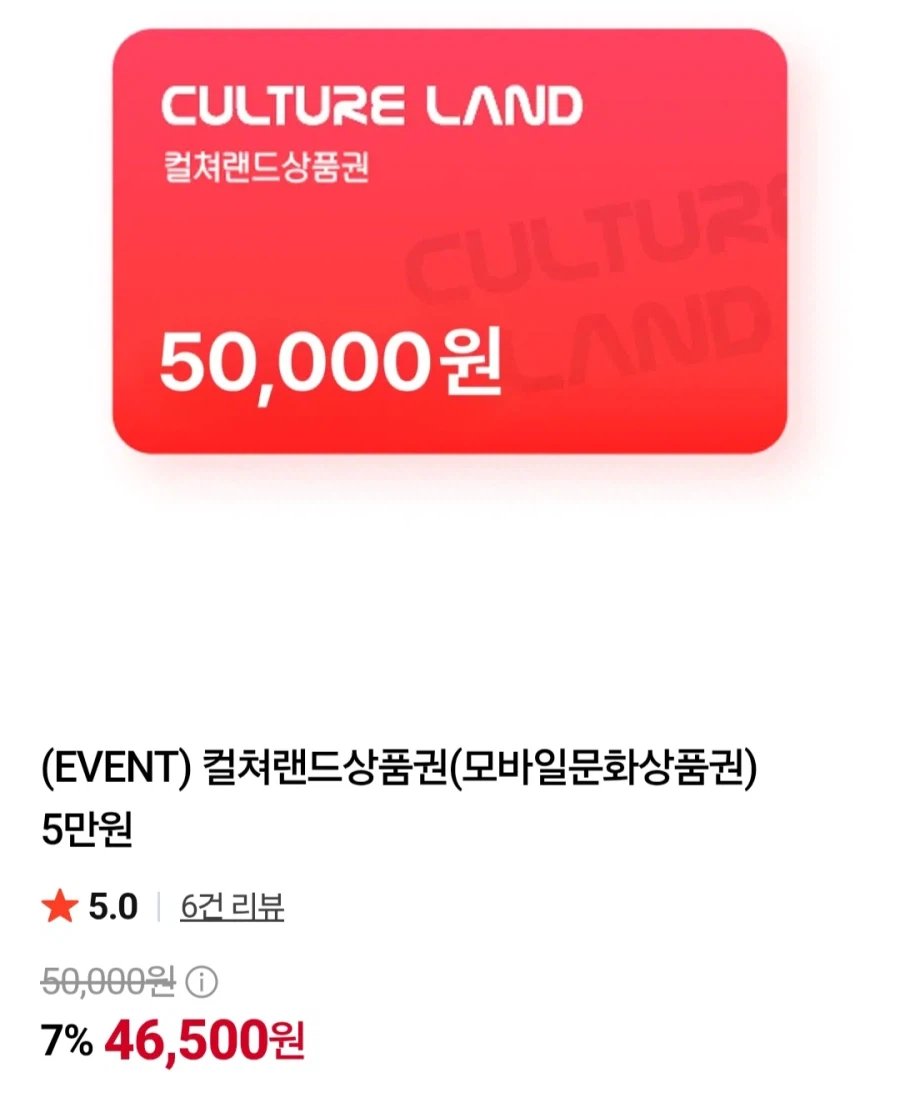 CULTURE LAND
컬쳐랜드상품권
CULTURE
LAND
50,000원
(EVENT) 컬쳐랜드상품권(모바일문화상품권)
5만원
5.0 | 6건 리뷰
50,000원
7% 46,500원